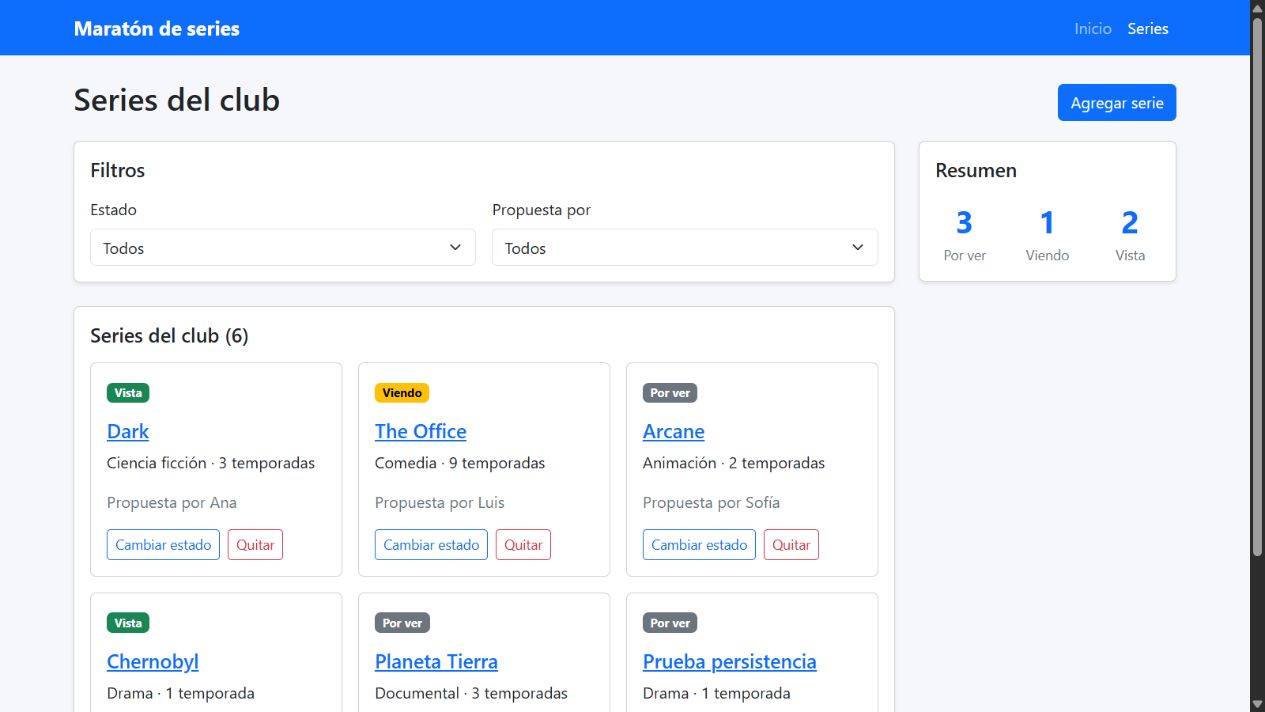 Maratón de series
Inicio Series
Series del club
Agregar serie
Filtros
Estado
Todos
Propuesta por
Todos
Resumen
3 1 2
Por ver Viendo Vista
Series del club (6)
Vista
Dark
Ciencia ficción · 3 temporadas
Propuesta por Ana
Cambiar estado Quitar
Viendo
The Office
Comedia · 9 temporadas
Propuesta por Luis
Cambiar estado Quitar
Por ver
Arcane
Animación · 2 temporadas
Propuesta por Sofía
Cambiar estado Quitar
Vista
Chernobyl
Drama · 1 temporada
Por ver
Planeta Tierra
Documental · 3 temporadas
Por ver
Prueba persistencia
Drama · 1 temporada